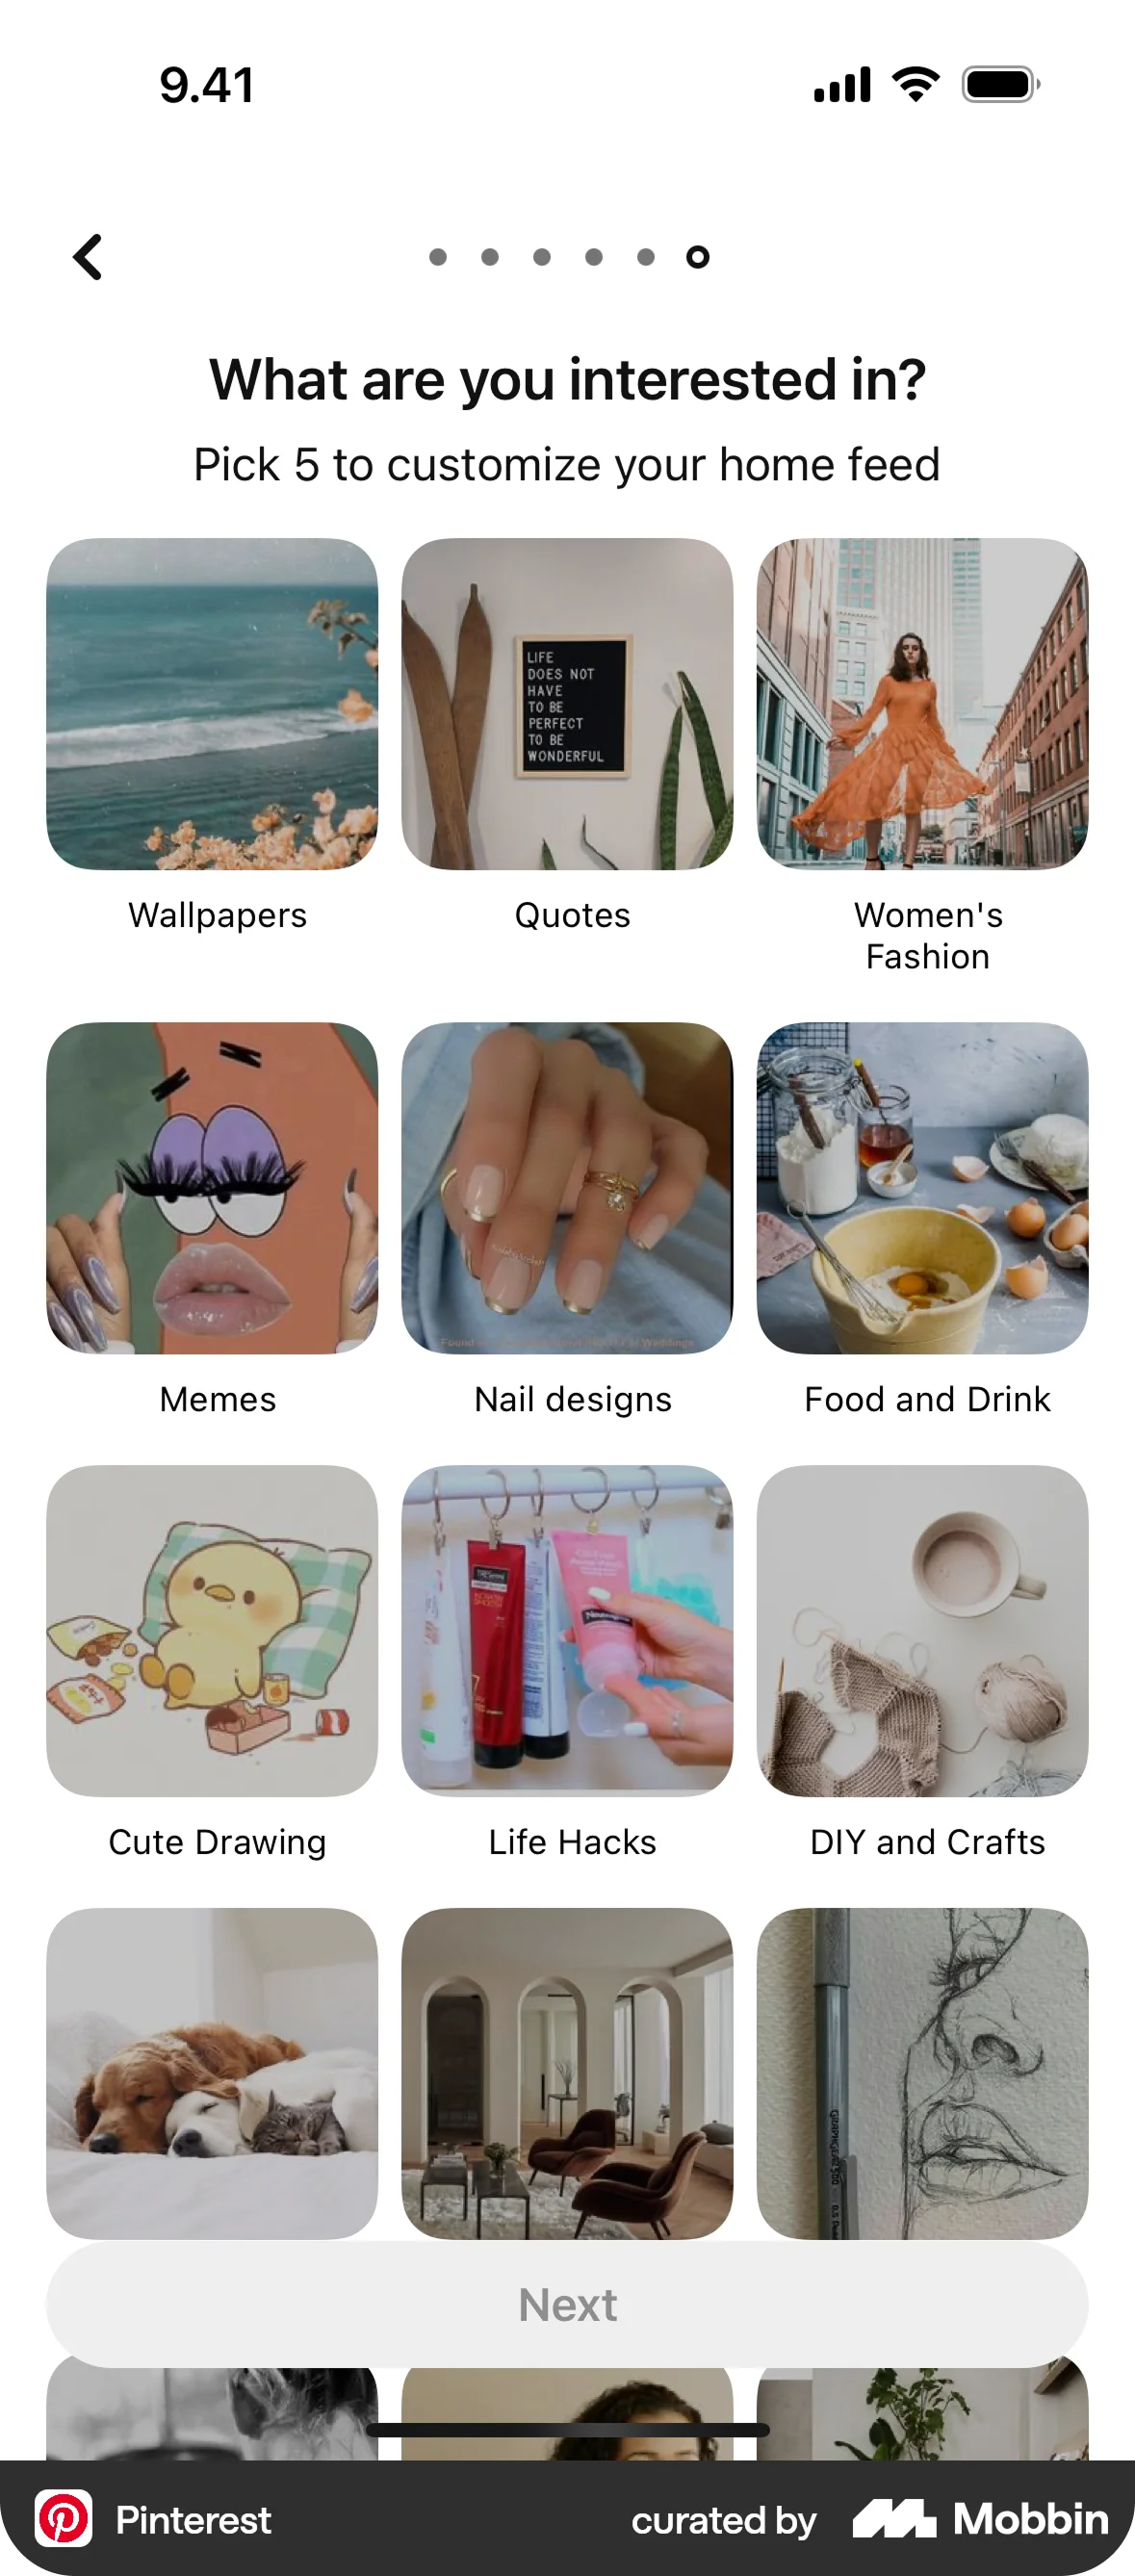 9.41
What are you interested in?
Pick 5 to customize your home feed
LIFE
DOES NOT
HAVE
TO BE
PERFECT
TO BE
WONDERFUL
Wallpapers
Quotes
Women's
Fashion
Memes
Nail designs
Food and Drink
Cute Drawing
Life Hacks
DIY and Crafts
Next
Pinterest
curated by
Mobbin